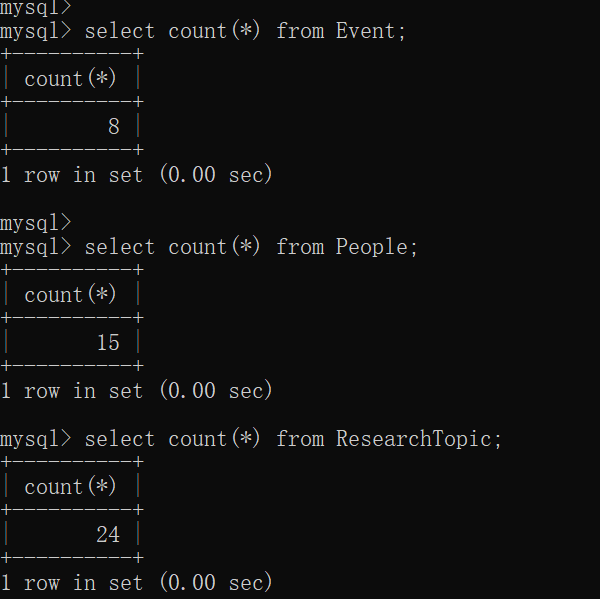 mysql>
mysql> select count(*) from Event;
+----------+
| count(*) |
+----------+
|        8 |
+----------+
1 row in set (0.00 sec)
mysql>
mysql> select count(*) from People;
+----------+
| count(*) |
+----------+
|       15 |
+----------+
1 row in set (0.00 sec)
mysql> select count(*) from ResearchTopic;
+----------+
| count(*) |
+----------+
|       24 |
+----------+
1 row in set (0.00 sec)